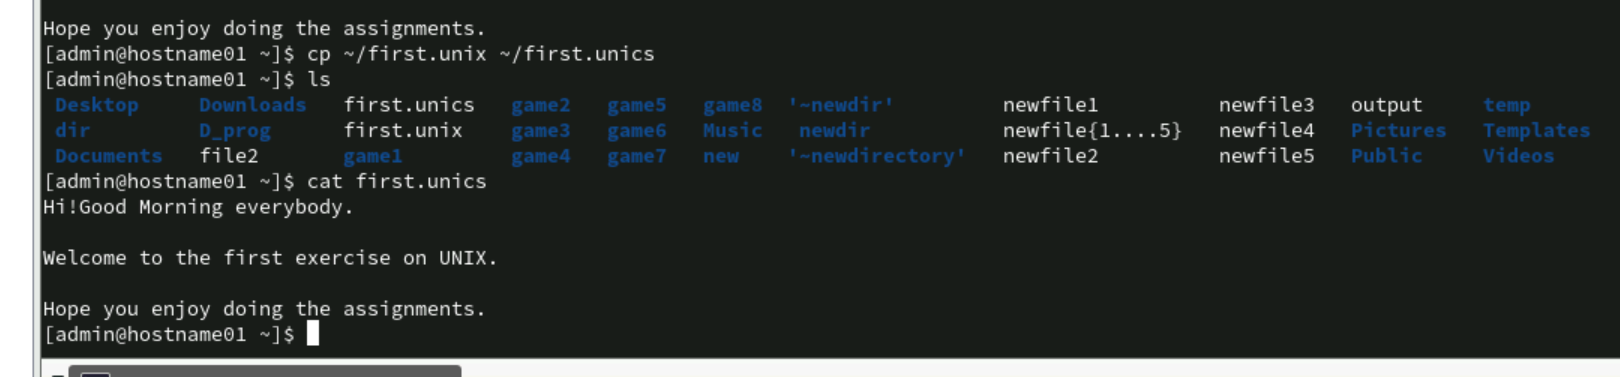 Hope you enjoy doing the assignments.
[admin@hostname01 ~]$ cp ~/first.unix ~/first.unics
[admin@hostname01 ~]$ ls
Desktop Downloads first.unics game2 game5 game8 '~newdir' newfile1 newfile3 output temp
dir D_prog first.unix game3 game6 Music newdir newfile{1....5} newfile4 Pictures Templates
Documents file2 game1 game4 game7 new '~newdirectory' newfile2 newfile5 Public Videos
[admin@hostname01 ~]$ cat first.unics
Hi!Good Morning everybody.
Welcome to the first exercise on UNIX.
Hope you enjoy doing the assignments.
[admin@hostname01 ~]$